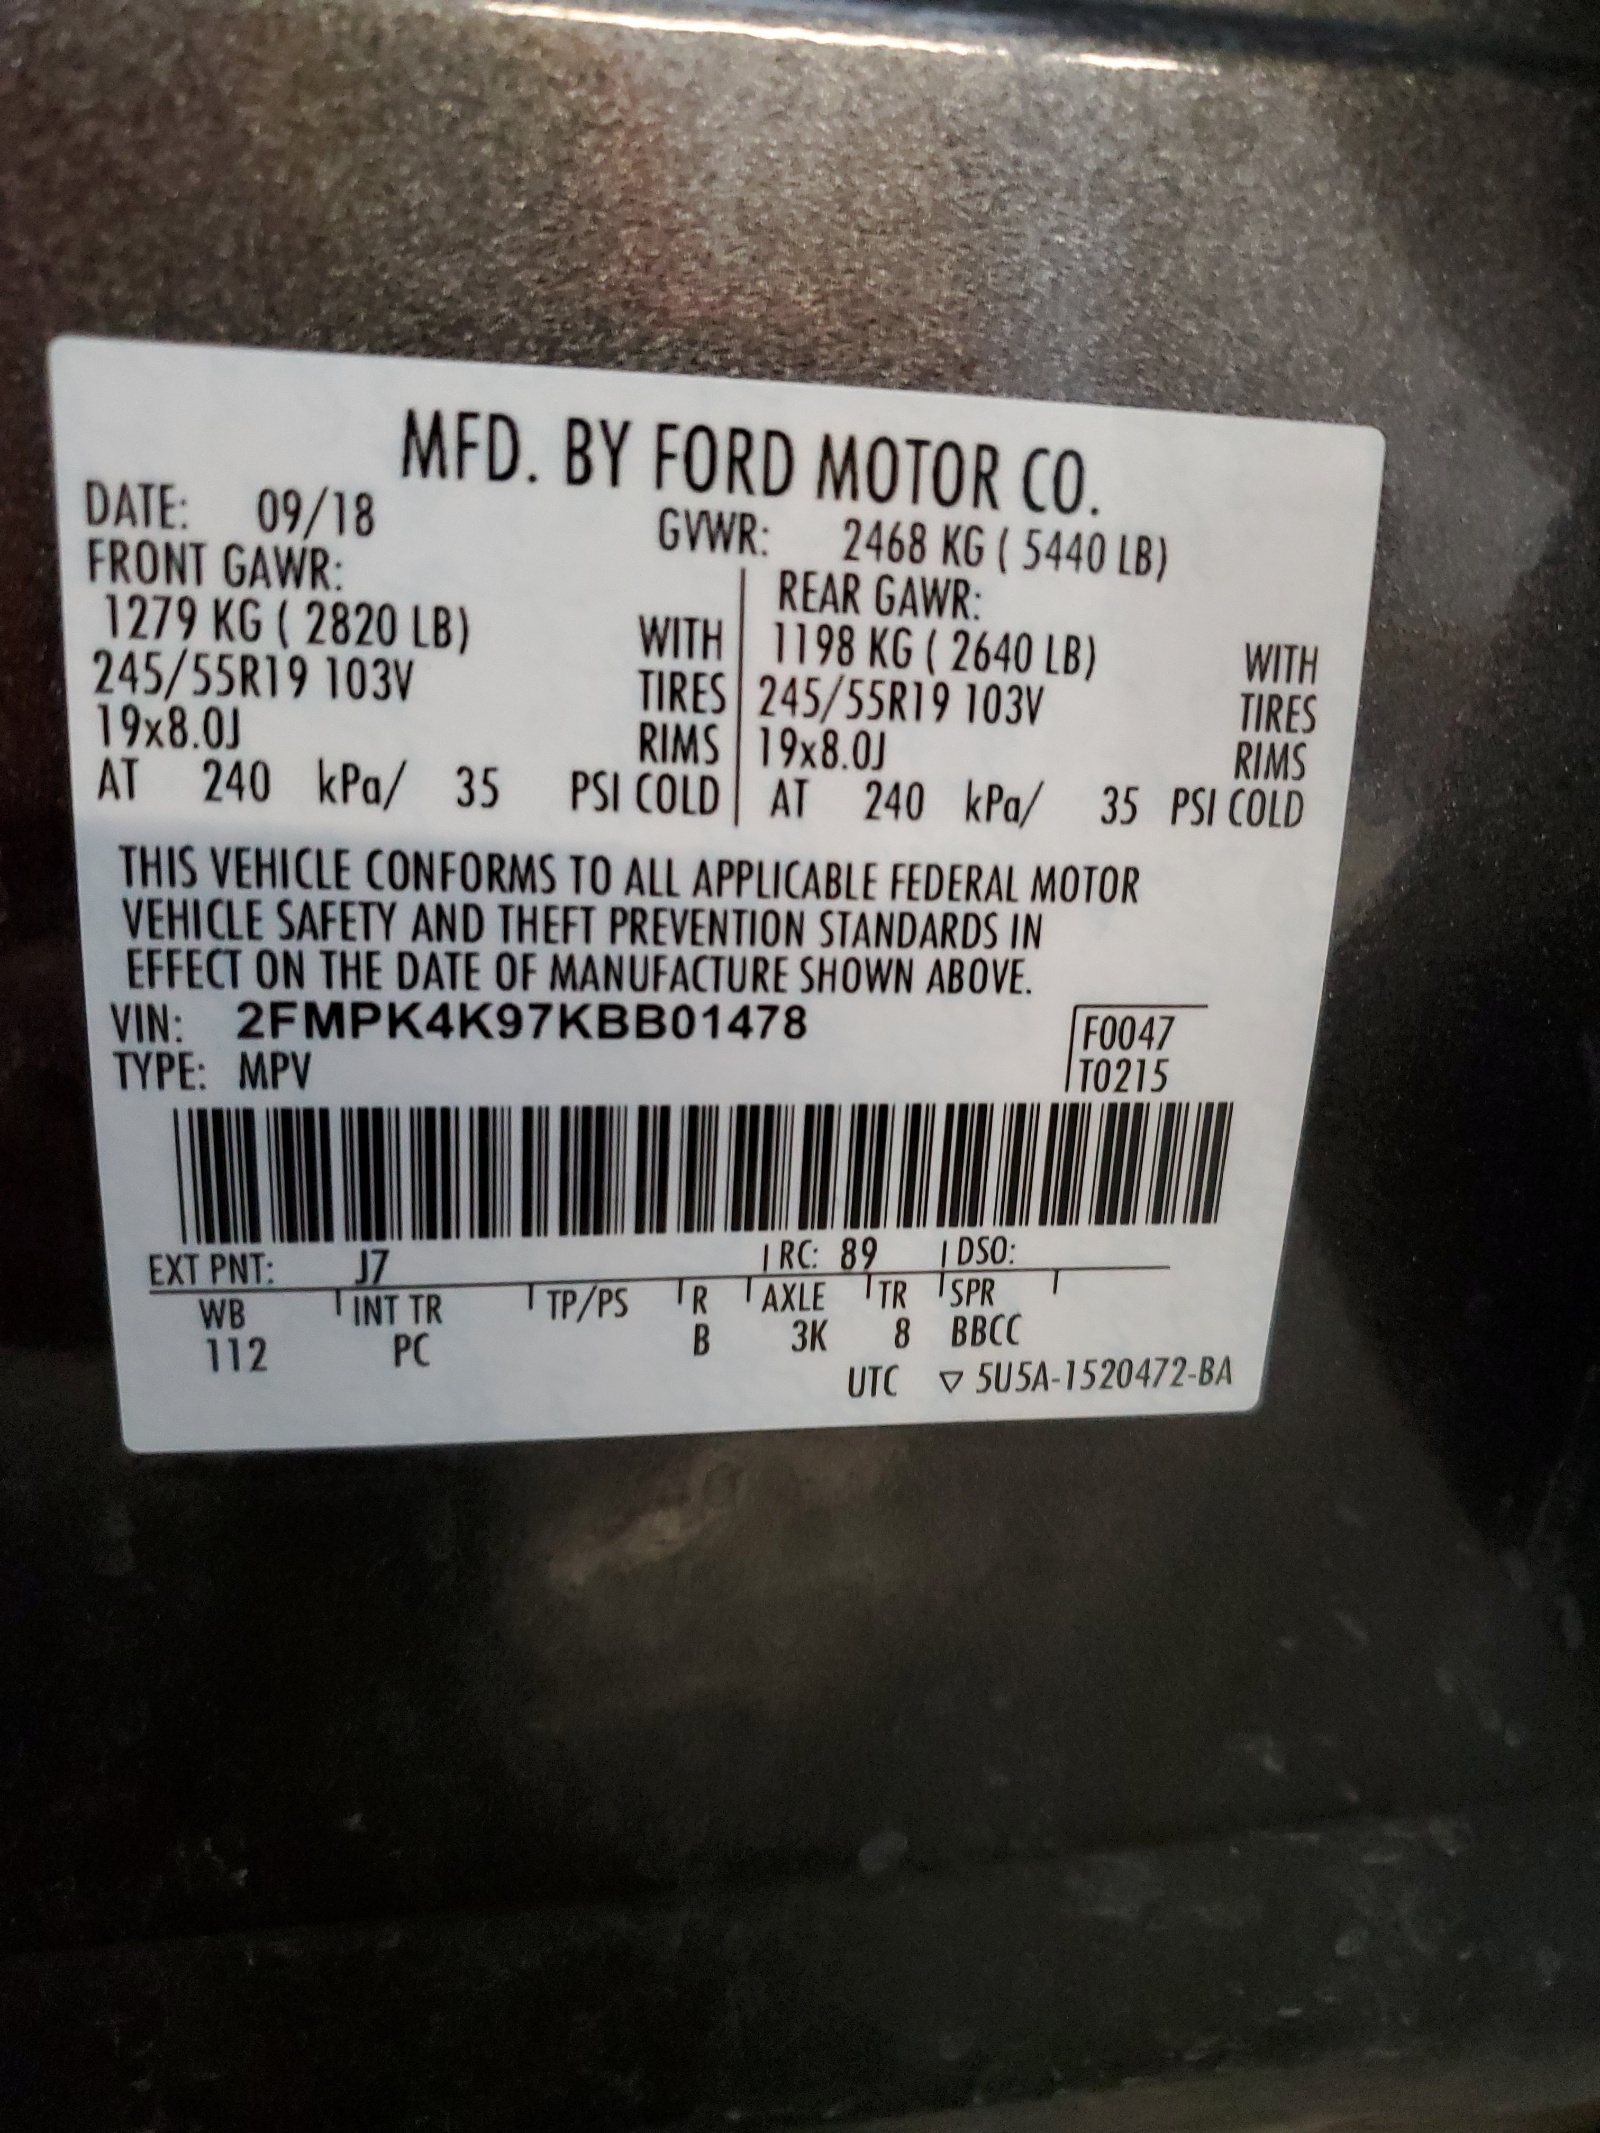 MFD. BY FORD MOTOR CO.
DATE: 09/18 GVWR: 2468 KG ( 5440 LB)
FRONT GAWR: REAR GAWR:
1279 KG ( 2820 LB) WITH 1198 KG ( 2640 LB) WITH
245/55R19 103V TIRES 245/55R19 103V TIRES
19x8.0J RIMS 19x8.0J RIMS
AT 240 kPa/ 35 PSI COLD AT 240 kPa/ 35 PSI COLD
THIS VEHICLE CONFORMS TO ALL APPLICABLE FEDERAL MOTOR
VEHICLE SAFETY AND THEFT PREVENTION STANDARDS IN
EFFECT ON THE DATE OF MANUFACTURE SHOWN ABOVE.
VIN: 2FMPK4K97KBB01478 F0047
TYPE: MPV T0215
EXT PNT: J7 RC: 89 DSO:
WB INT TR TP/PS R AXLE TR SPR
112 PC B 3K 8 BBCC
UTC ▽ 5U5A-1520472-BA